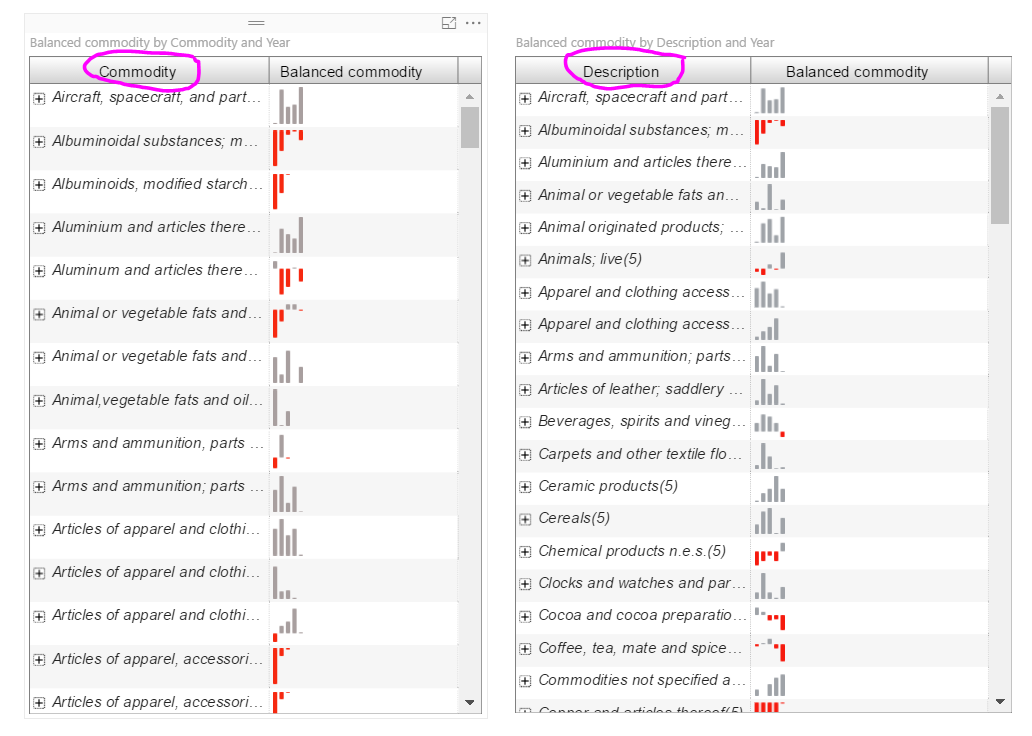 Balanced commodity by Commodity and Year
Commodity Balanced commodity
Aircraft, spacecraft, and part...
Albuminoidal substances; m...
Albuminoids, modified starch...
Aluminium and articles there...
Aluminum and articles there...
Animal or vegetable fats and...
Animal or vegetable fats and...
Animal,vegetable fats and oil...
Arms and ammunition, parts ...
Arms and ammunition; parts ...
Articles of apparel and clothi...
Articles of apparel and clothi...
Articles of apparel and clothi...
Articles of apparel, accessori...
Articles of apparel, accessori...
Balanced commodity by Description and Year
Description Balanced commodity
Aircraft, spacecraft and part...
Albuminoidal substances; m...
Aluminium and articles there...
Animal or vegetable fats an...
Animal originated products; ...
Animals; live(5)
Apparel and clothing access...
Apparel and clothing access...
Arms and ammunition; parts...
Articles of leather; saddlery ...
Beverages, spirits and vineg...
Carpets and other textile flo...
Ceramic products(5)
Cereals(5)
Chemical products n.e.s.(5)
Clocks and watches and par...
Cocoa and cocoa preparatio...
Coffee, tea, mate and spice...
Commodities not specified a...
Copper and articles thereof(5)